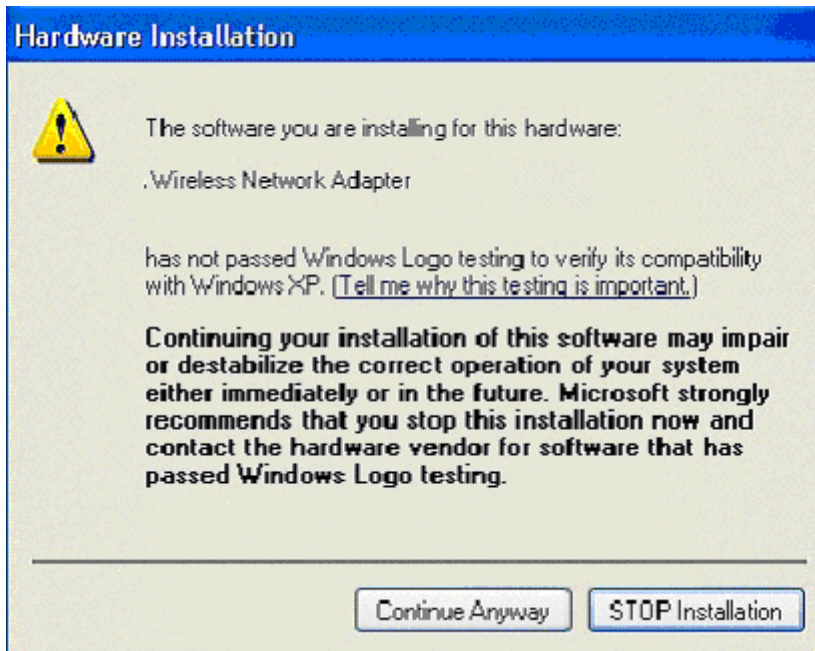 Hardware Installation
The software you are installing for this hardware:
.Wireless Network Adapter
has not passed Windows Logo testing to verify its compatibility
with Windows XP. (Tell me why this testing is important.)
Continuing your installation of this software may impair
or destabilize the correct operation of your system
either immediately or in the future. Microsoft strongly
recommends that you stop this installation now and
contact the hardware vendor for software that has
passed Windows Logo testing.
Continue Anyway
STOP Installation